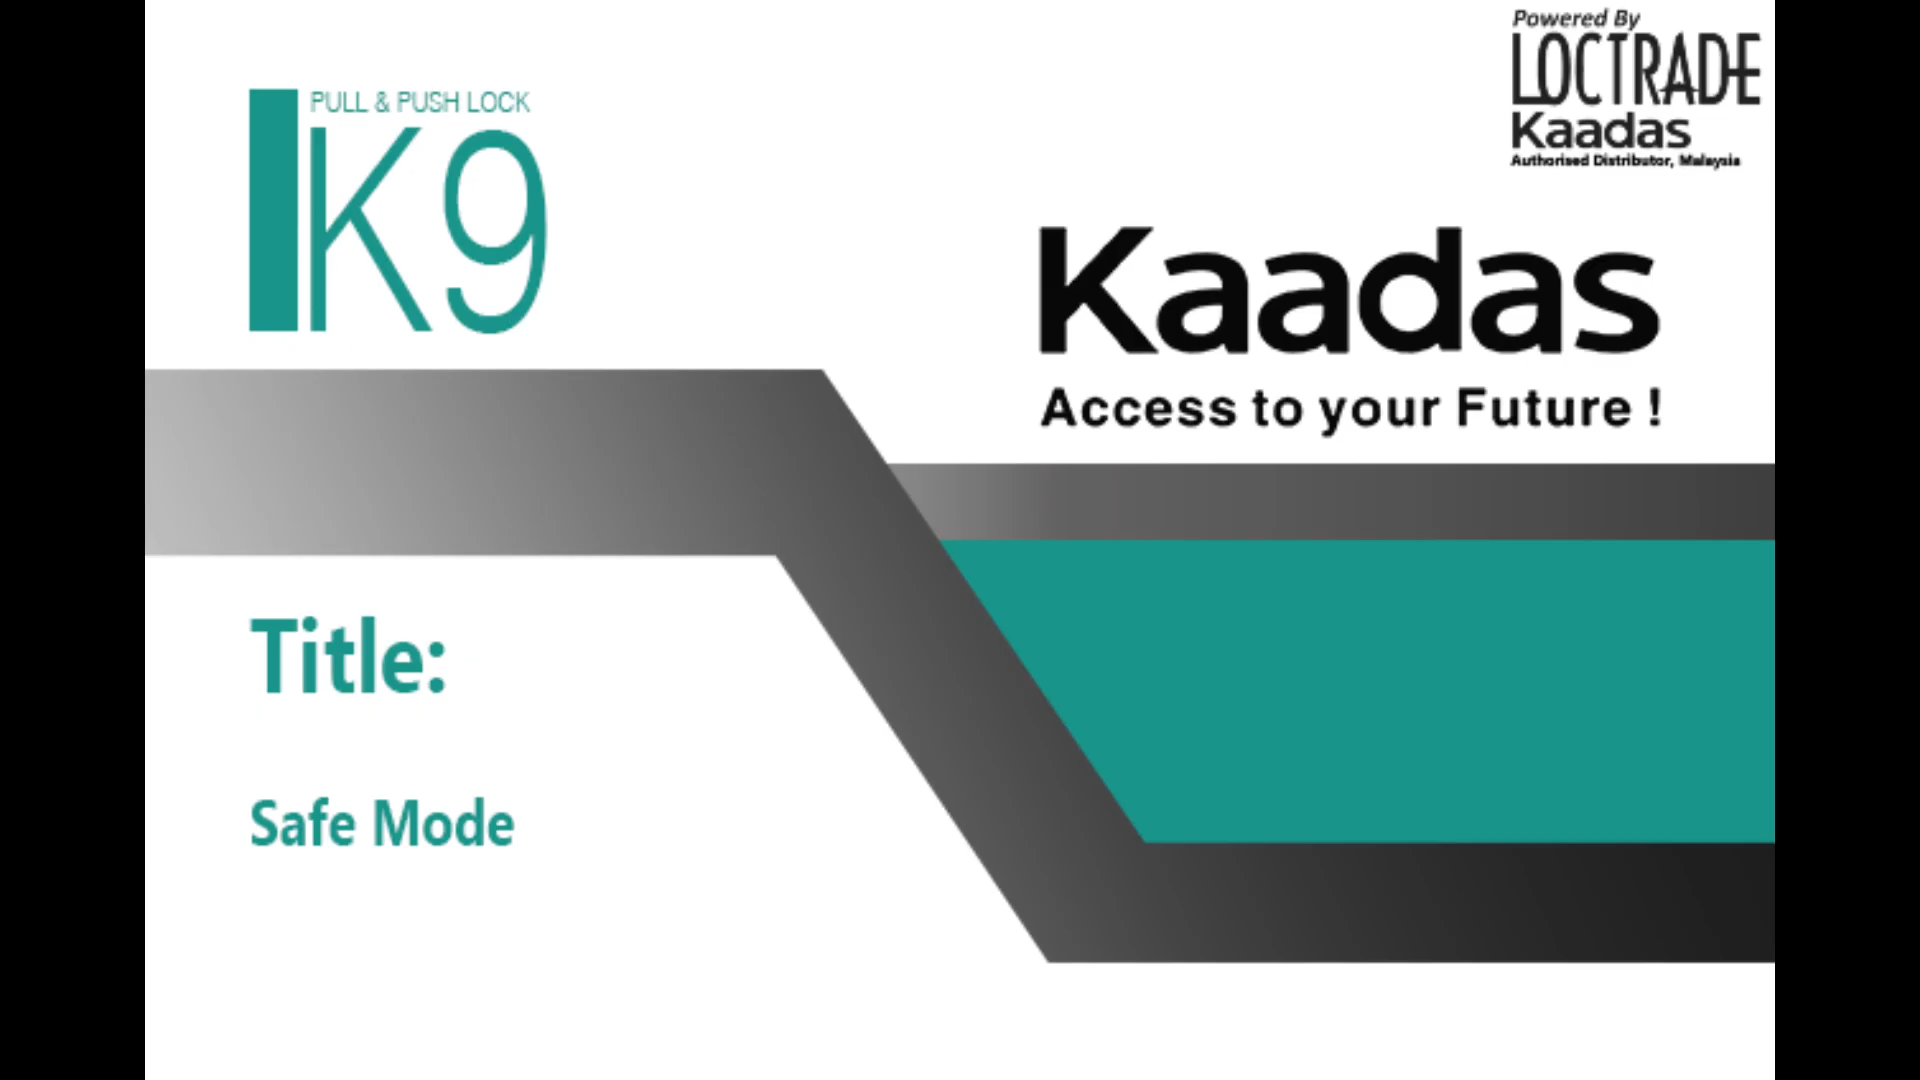 Powered By
LOCTRADE
Kaadas
Authorised Distributor, Malaysia
PULL & PUSH LOCK
K9
Kaadas
Access to your Future !
Title:
Safe Mode